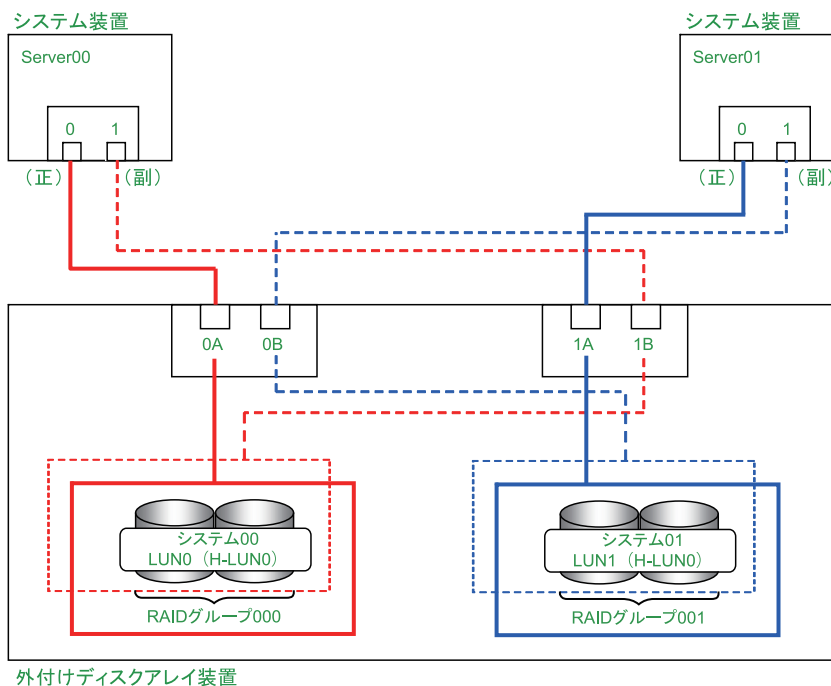 システム装置
システム装置
Server00
Server01
0 1
0 1
(正) (副)
(正) (副)
0A 0B
1A 1B
システム00
LUN0 (H-LUN0)
システム01
LUN1 (H-LUN0)
RAIDグループ000
RAIDグループ001
外付けディスクアレイ装置